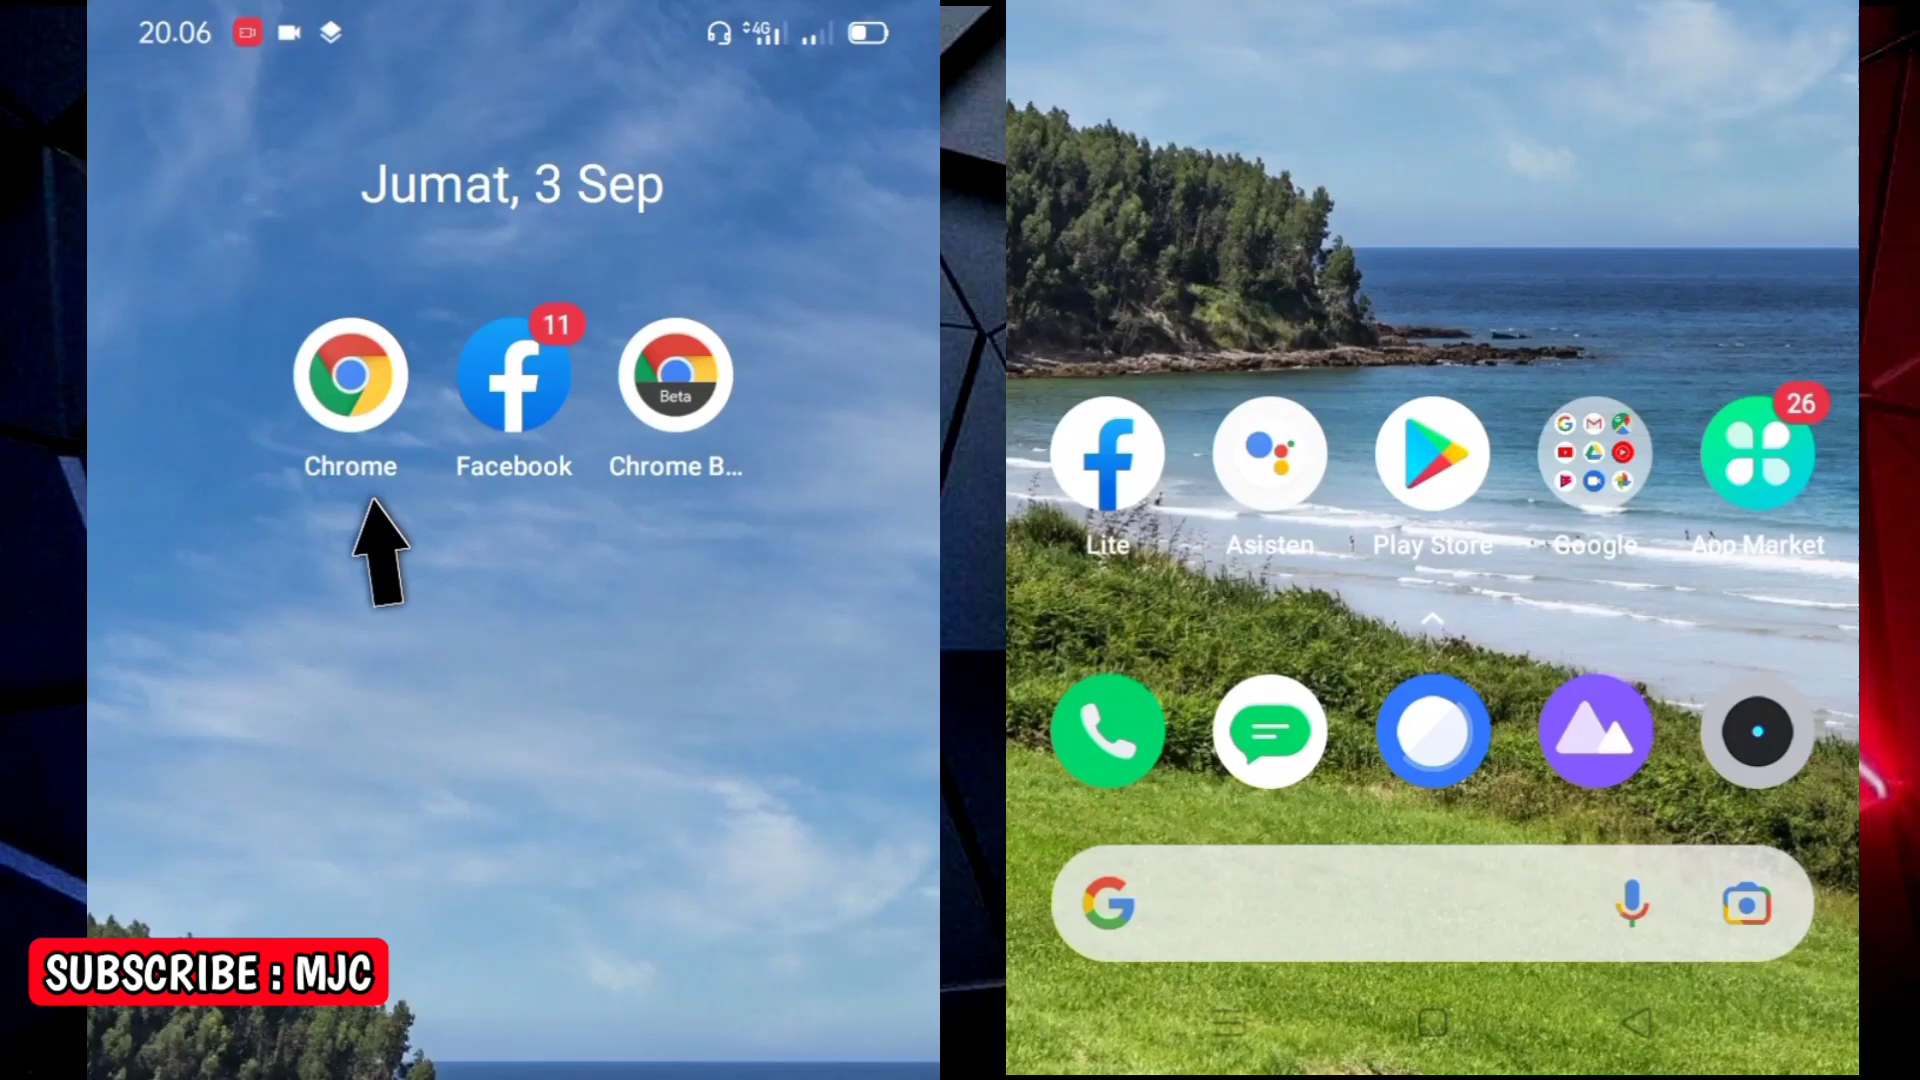 20.06
4G
Jumat, 3 Sep
11
Beta
Chrome
Facebook
Chrome B...
SUBSCRIBE : MJC
26
Lite
Asisten
Play Store
Google
App Market